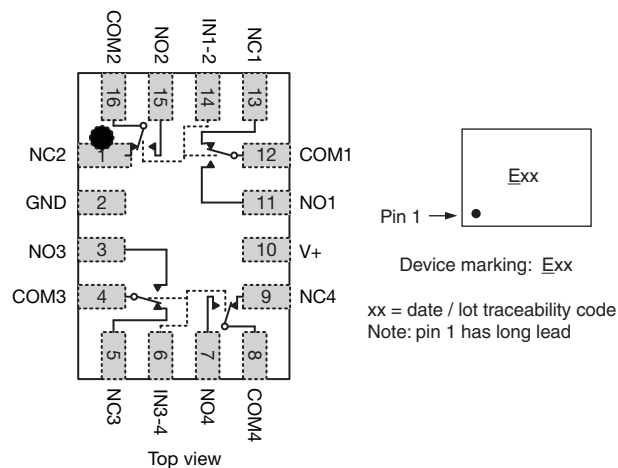 COM2
NO2
IN1-2
NC1
16
15
14
13
NC2
1
12
COM1
GND
2
11
NO1
NO3
3
10
V+
COM3
4
9
NC4
5
6
7
8
NC3
IN3-4
NO4
COM4
Top view
Exx
Pin 1
Device marking: Exx
xx = date / lot traceability code
Note: pin 1 has long lead